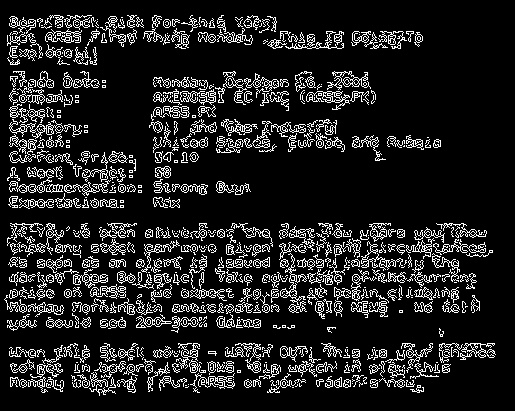 Best Stock Pick For this Year!
Get ARSS First Thing Monday, This Is Going To
Explode!!
Trade Date: Monday, October 16, 2006
Company: AMEROSSI EC INC (ARSS.PK)
Stock: ARSS.PK
Category: Oil and Gas Industry
Region: United States, Europe, and Russia
Current Price: $4.10
1 Week Target: $8
Recommendation: Strong Buy!
Expectations: Max
If You've been alive over the past few years you know
that any stock can move given the right circumstances.
As soon as an alert is issued almost instantly the
market goes Ballistic!! Take advantage of the current
price on ARSS, we expect to see it begin climbing
Monday Morning in anticipation of BIG NEWS. We
you could see 200-300% Gains ...
When this Stock moves - WATCH OUT! This is your chance
to get in before it BLOWS. Big watch in play this
Monday morning! Put ARSS on your radar's now.